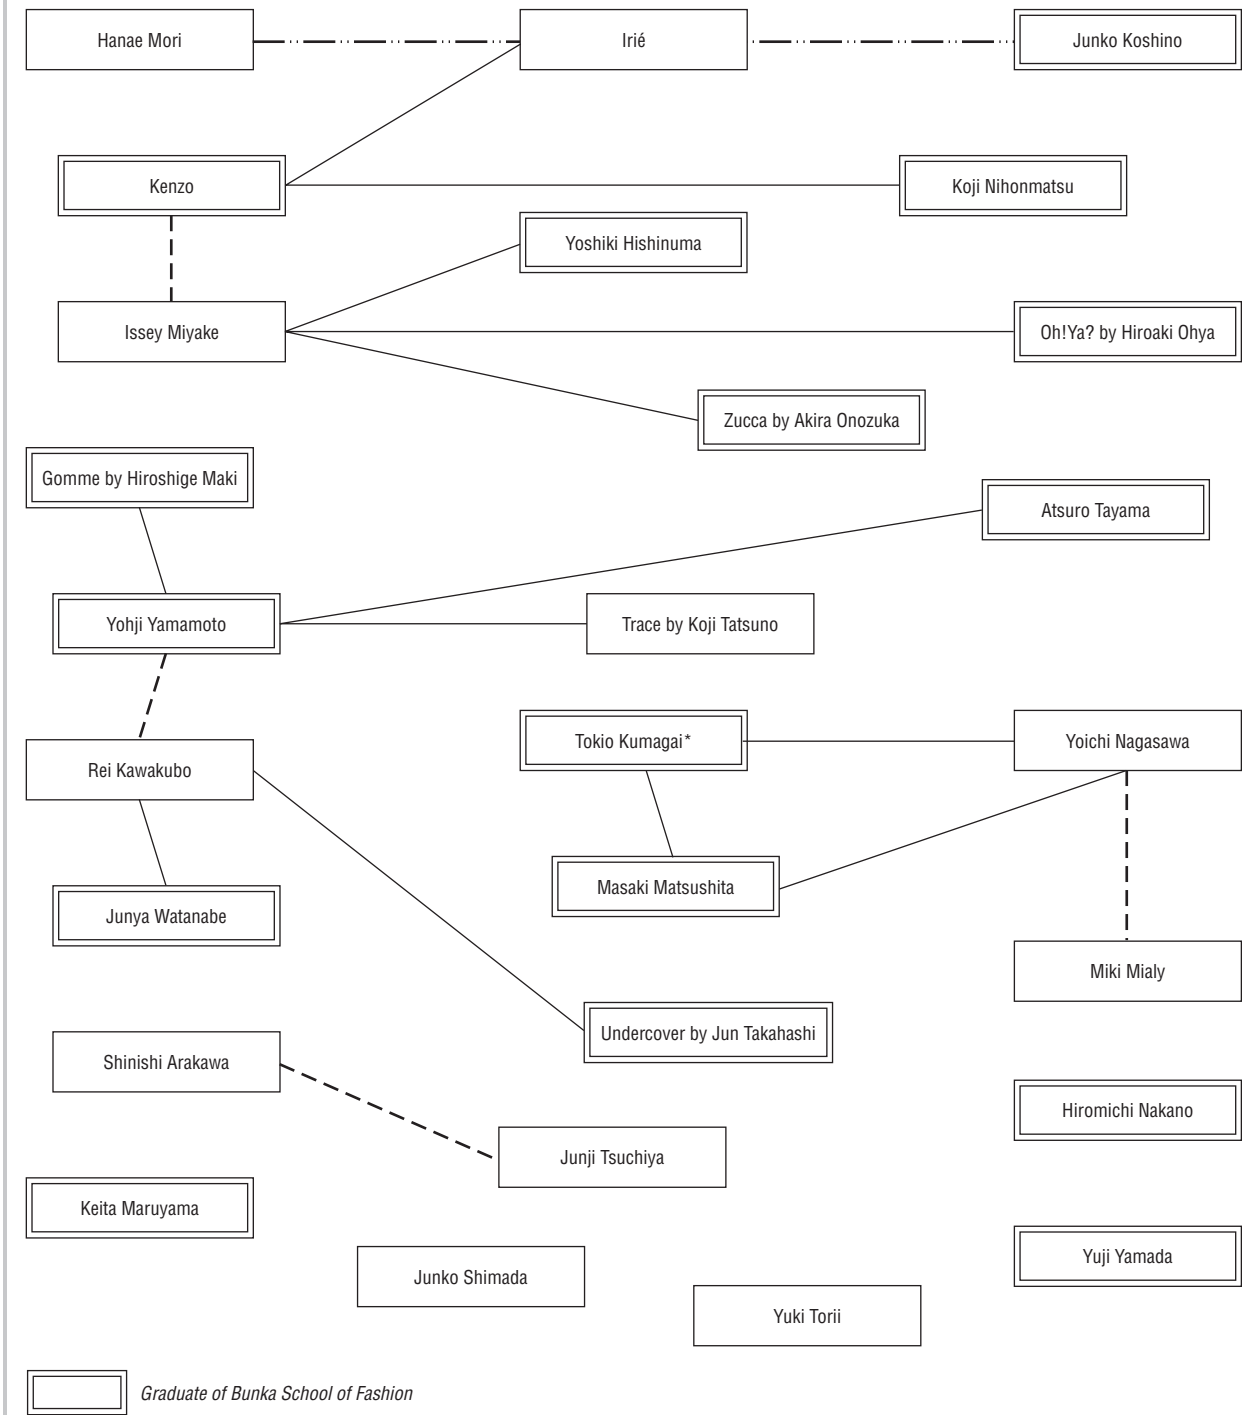 Hanae Mori
Irié
Junko Koshino
Kenzo
Koji Nihonmatsu
Yoshiki Hishinuma
Issey Miyake
Oh!Ya? by Hiroaki Ohya
Zucca by Akira Onozuka
Gomme by Hiroshige Maki
Atsuro Tayama
Yohji Yamamoto
Trace by Koji Tatsuno
Rei Kawakubo
Tokio Kumagai*
Yoichi Nagasawa
Masaki Matsushita
Junya Watanabe
Miki Mialy
Undercover by Jun Takahashi
Shinishi Arakawa
Hiromichi Nakano
Junji Tsuchiya
Keita Maruyama
Yuji Yamada
Junko Shimada
Yuki Torii
Graduate of Bunka School of Fashion